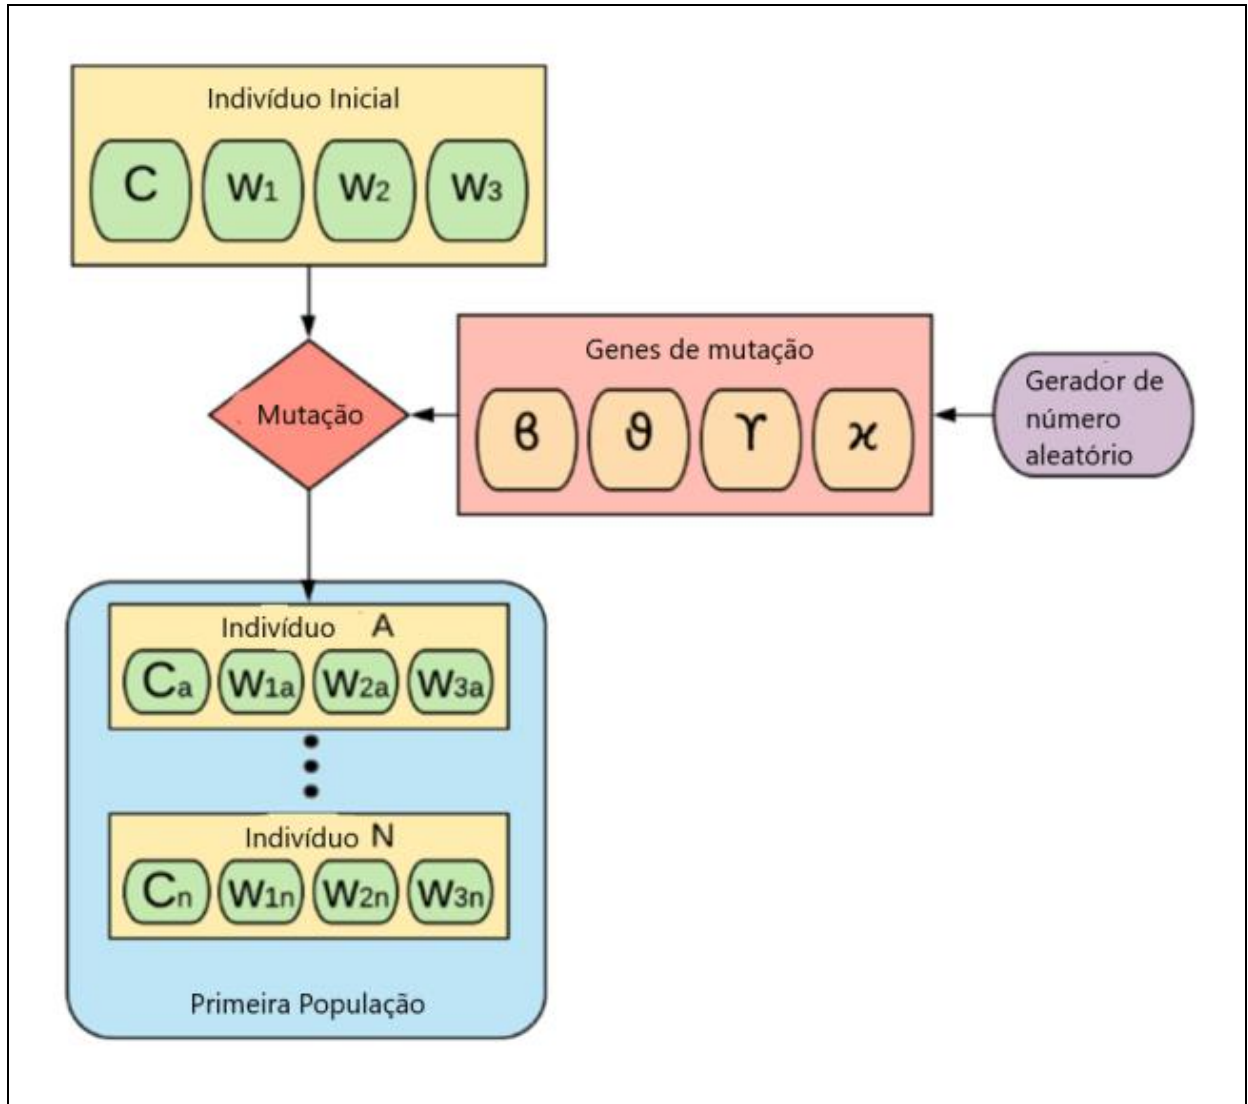 Indivíduo Inicial
C W1 W2 W3
Mutação
Genes de mutação
β ϑ ϒ ϰ
Gerador de
número
aleatório
Indivíduo A
Ca W1a W2a W3a
Indivíduo N
Cn W1n W2n W3n
Primeira População